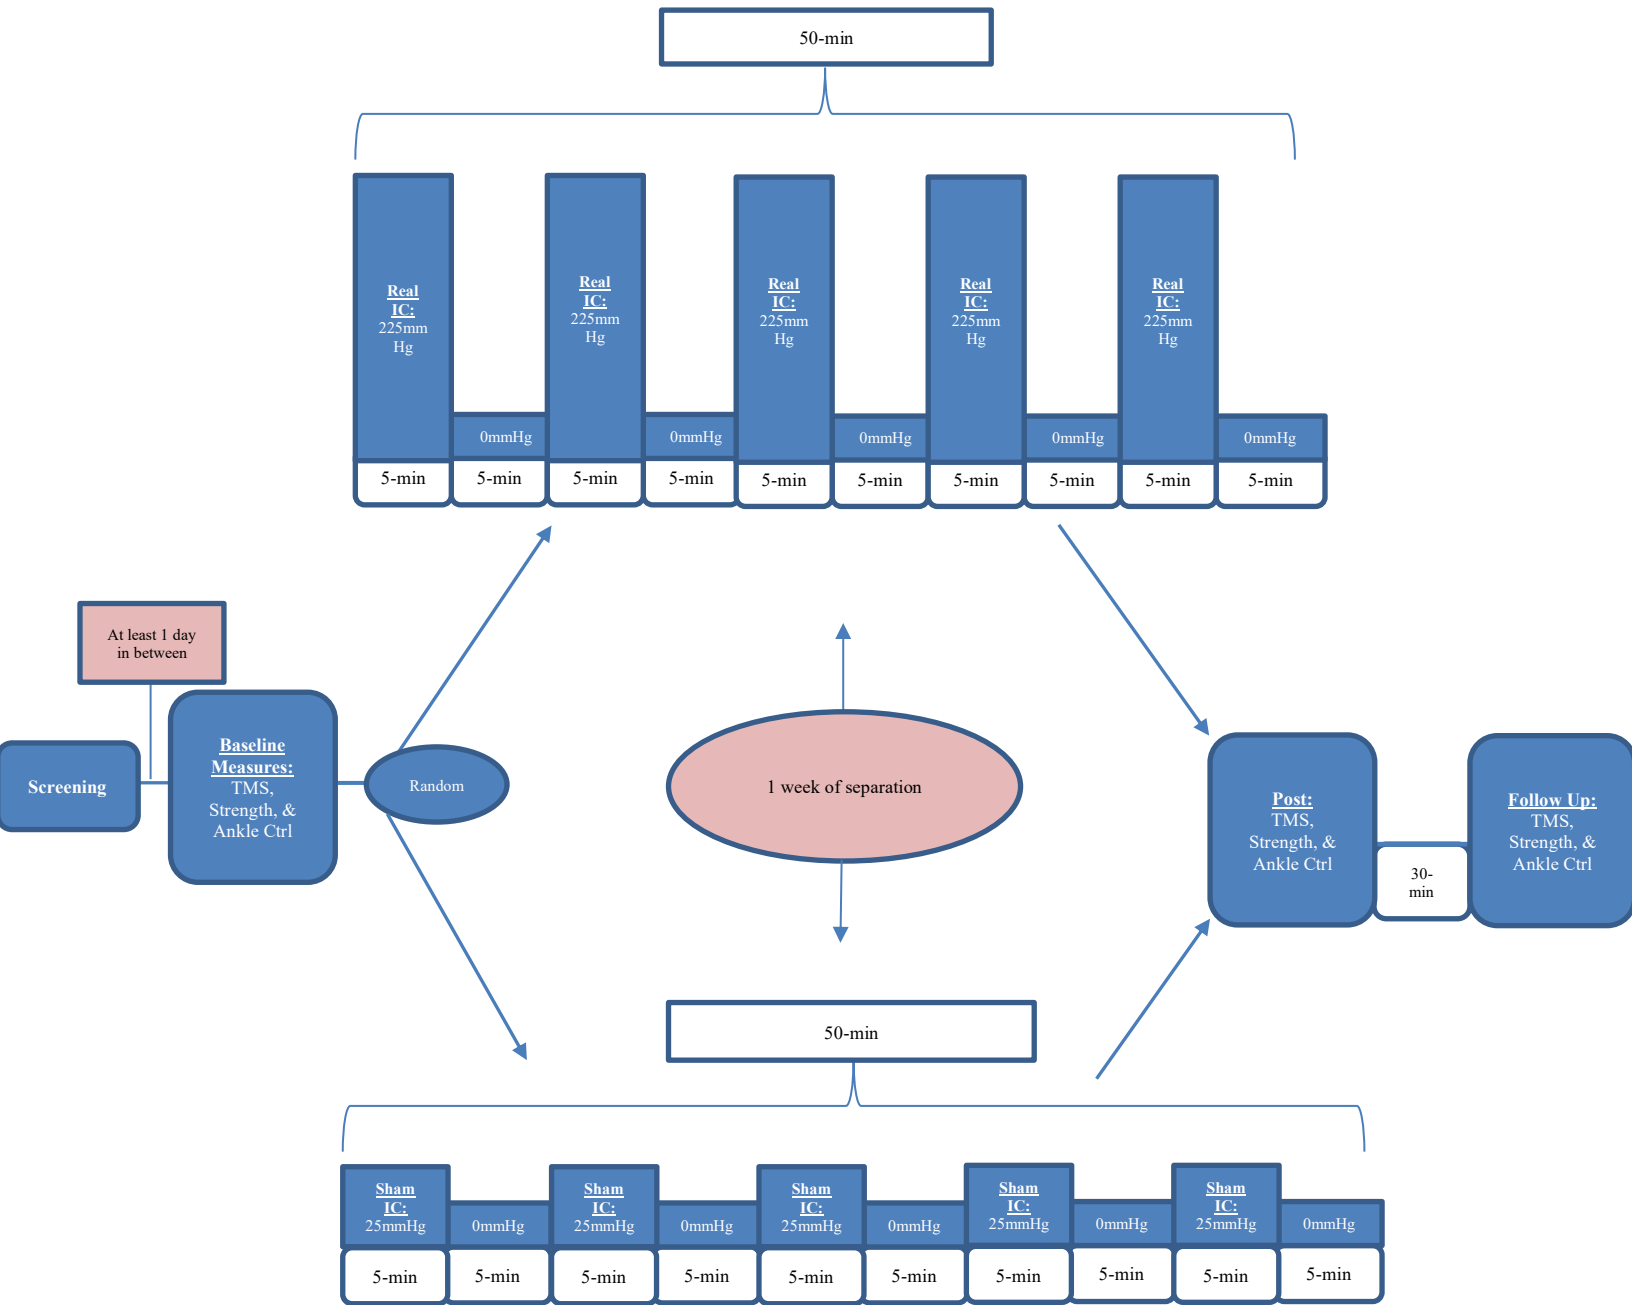 50-min
Real
IC:
225mm
Hg
Real
IC:
225mm
Hg
Real
IC:
225mm
Hg
Real
IC:
225mm
Hg
Real
IC:
225mm
Hg
0mmHg
0mmHg
0mmHg
0mmHg
0mmHg
5-min
5-min
5-min
5-min
5-min
5-min
5-min
5-min
5-min
5-min
At least 1 day
in between
Screening
Baseline
Measures:
TMS,
Strength, &
Ankle Ctrl
Random
1 week of separation
Post:
TMS,
Strength, &
Ankle Ctrl
30-
min
Follow Up:
TMS,
Strength, &
Ankle Ctrl
50-min
Sham
IC:
25mmHg
0mmHg
Sham
IC:
25mmHg
0mmHg
Sham
IC:
25mmHg
0mmHg
Sham
IC:
25mmHg
0mmHg
Sham
IC:
25mmHg
0mmHg
5-min
5-min
5-min
5-min
5-min
5-min
5-min
5-min
5-min
5-min